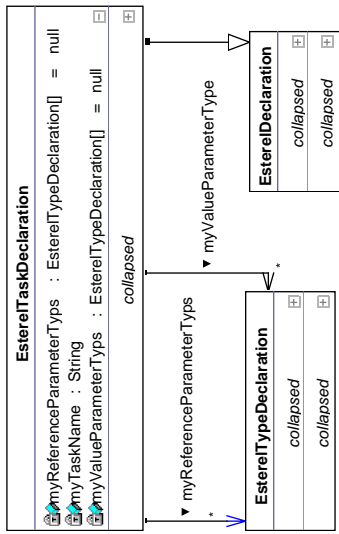 EsterelTaskDeclaration
myReferenceParameterTyps : EsterelTypeDeclaration[] = null
myTaskName : String
myValueParameterTyps : EsterelTypeDeclaration[] = null
collapsed
myReferenceParameterTyps
*
myValueParameterType
*
EsterelTypeDeclaration
collapsed
collapsed
EsterelDeclaration
collapsed
collapsed